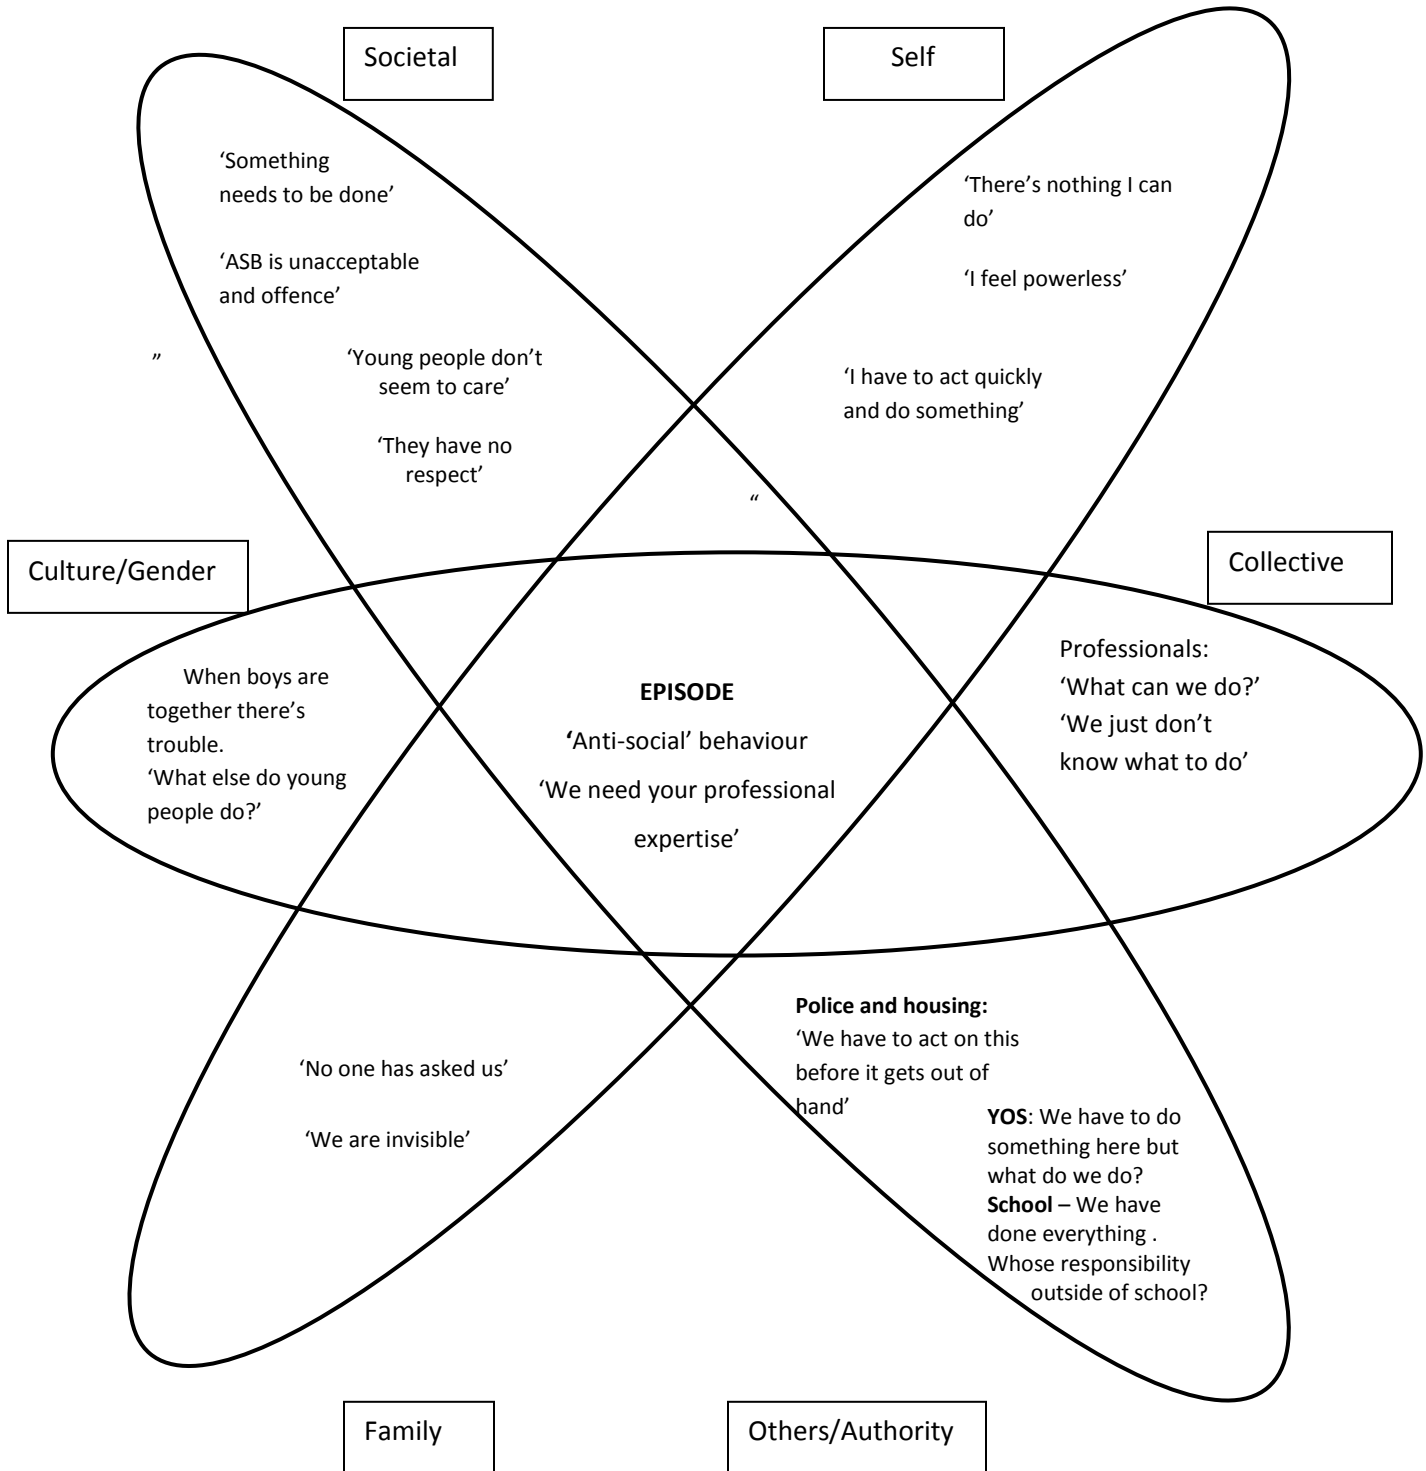 Societal
Self
‘Something
needs to be done’
‘ASB is unacceptable
and offence’
”
‘Young people don’t
seem to care’
‘They have no
respect’
‘There’s nothing I can
do’
‘I feel powerless’
‘I have to act quickly
and do something’
“
Culture/Gender
Collective
When boys are
together there’s
trouble.
‘What else do young
people do?’
EPISODE
‘Anti-social’ behaviour
‘We need your professional
expertise’
Professionals:
‘What can we do?’
‘We just don’t
know what to do’
‘No one has asked us’
‘We are invisible’
Police and housing:
‘We have to act on this
before it gets out of
hand’
YOS: We have to do
something here but
what do we do?
School – We have
done everything .
Whose responsibility
outside of school?
Family
Others/Authority